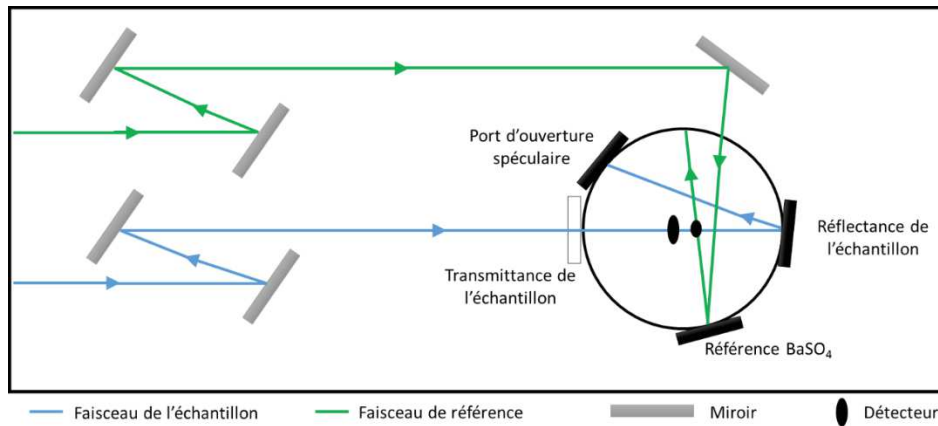 Port d'ouverture
spéculaire
Réflectance de
l'échantillon
Transmittance de
l'échantillon
Référence BaSO₄
Faisceau de l'échantillon
Faisceau de référence
Miroir
Détecteur